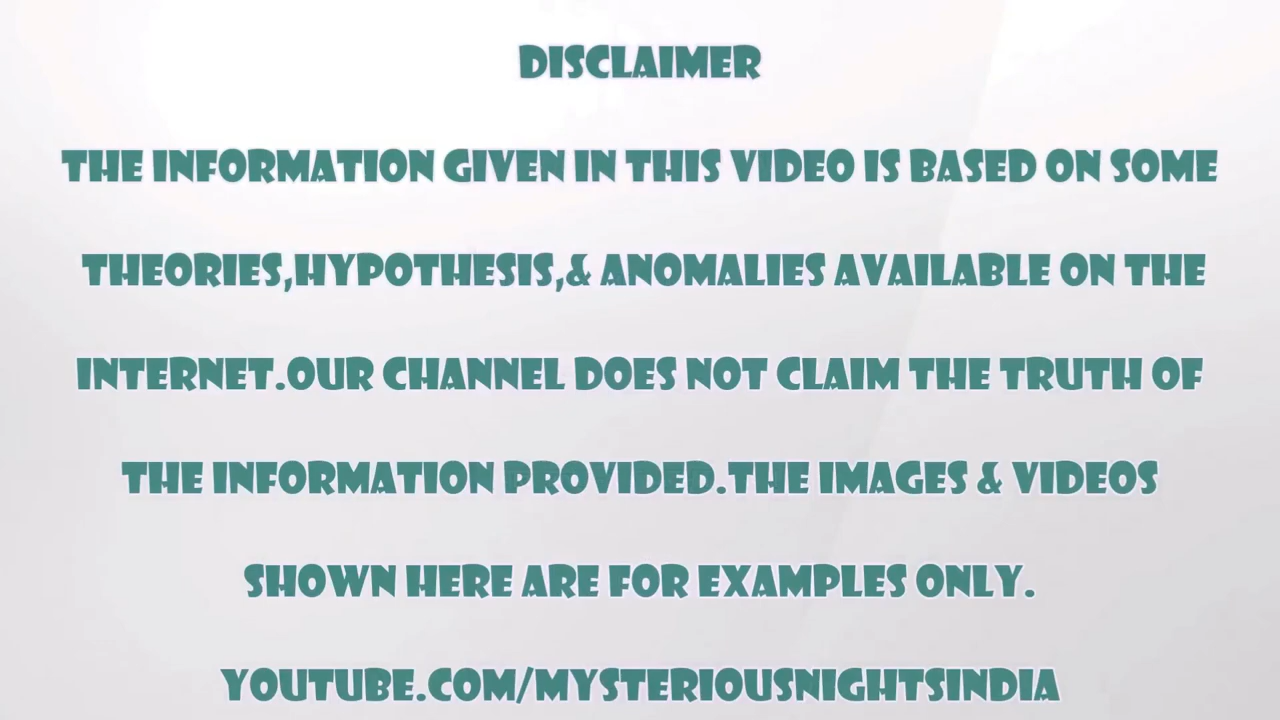 DISCLAIMER
THE INFORMATION GIVEN IN THIS VIDEO IS BASED ON SOME
THEORIES,HYPOTHESIS,& ANOMALIES AVAILABLE ON THE
INTERNET.OUR CHANNEL DOES NOT CLAIM THE TRUTH OF
THE INFORMATION PROVIDED.THE IMAGES & VIDEOS
SHOWN HERE ARE FOR EXAMPLES ONLY.
YOUTUBE.COM/MYSTERIOUSNIGHTSINDIA